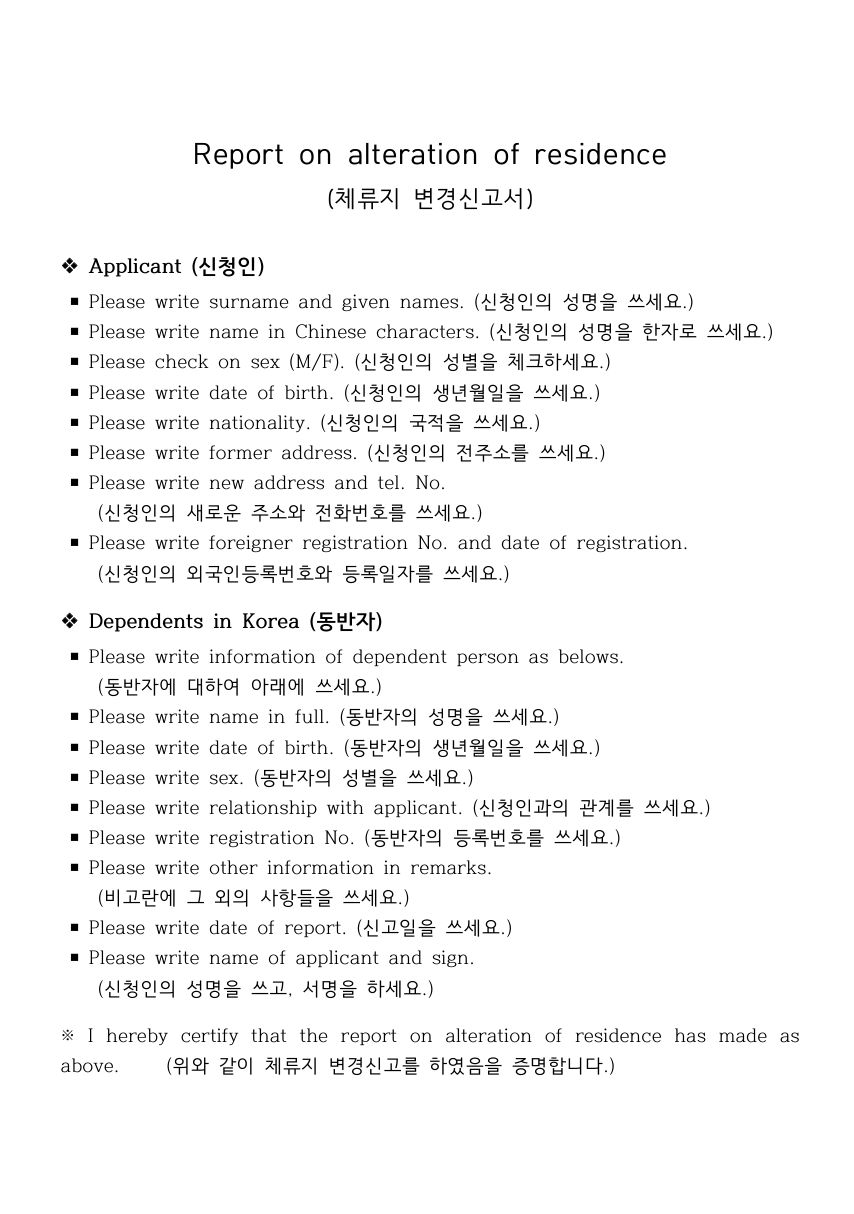 Report on alteration of residence
(체류지 변경신고서)
❖ Applicant (신청인)
▪ Please write surname and given names. (신청인의 성명을 쓰세요.)
▪ Please write name in Chinese characters. (신청인의 성명을 한자로 쓰세요.)
▪ Please check on sex (M/F). (신청인의 성별을 체크하세요.)
▪ Please write date of birth. (신청인의 생년월일을 쓰세요.)
▪ Please write nationality. (신청인의 국적을 쓰세요.)
▪ Please write former address. (신청인의 전주소를 쓰세요.)
▪ Please write new address and tel. No.
(신청인의 새로운 주소와 전화번호를 쓰세요.)
▪ Please write foreigner registration No. and date of registration.
(신청인의 외국인등록번호와 등록일자를 쓰세요.)
❖ Dependents in Korea (동반자)
▪ Please write information of dependent person as belows.
(동반자에 대하여 아래에 쓰세요.)
▪ Please write name in full. (동반자의 성명을 쓰세요.)
▪ Please write date of birth. (동반자의 생년월일을 쓰세요.)
▪ Please write sex. (동반자의 성별을 쓰세요.)
▪ Please write relationship with applicant. (신청인과의 관계를 쓰세요.)
▪ Please write registration No. (동반자의 등록번호를 쓰세요.)
▪ Please write other information in remarks.
(비고란에 그 외의 사항들을 쓰세요.)
▪ Please write date of report. (신고일을 쓰세요.)
▪ Please write name of applicant and sign.
(신청인의 성명을 쓰고, 서명을 하세요.)
※ I hereby certify that the report on alteration of residence has made as
above. (위와 같이 체류지 변경신고를 하였음을 증명합니다.)